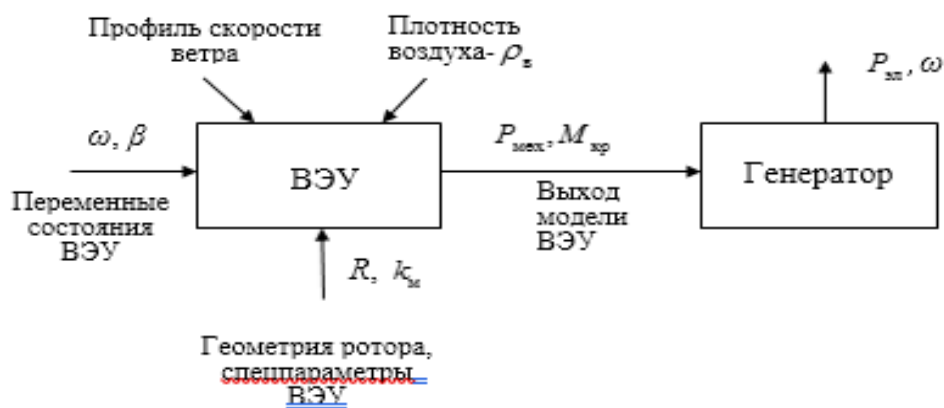 Профиль скорости
ветра
Плотность
воздуха- ρв
Pэл, ω
ω, β
Pмех, Mкр
ВЭУ
Генератор
Переменные
состояния
ВЭУ
Выход
модели
ВЭУ
R, kм
Геометрия ротора,
спецпараметры
ВЭУ